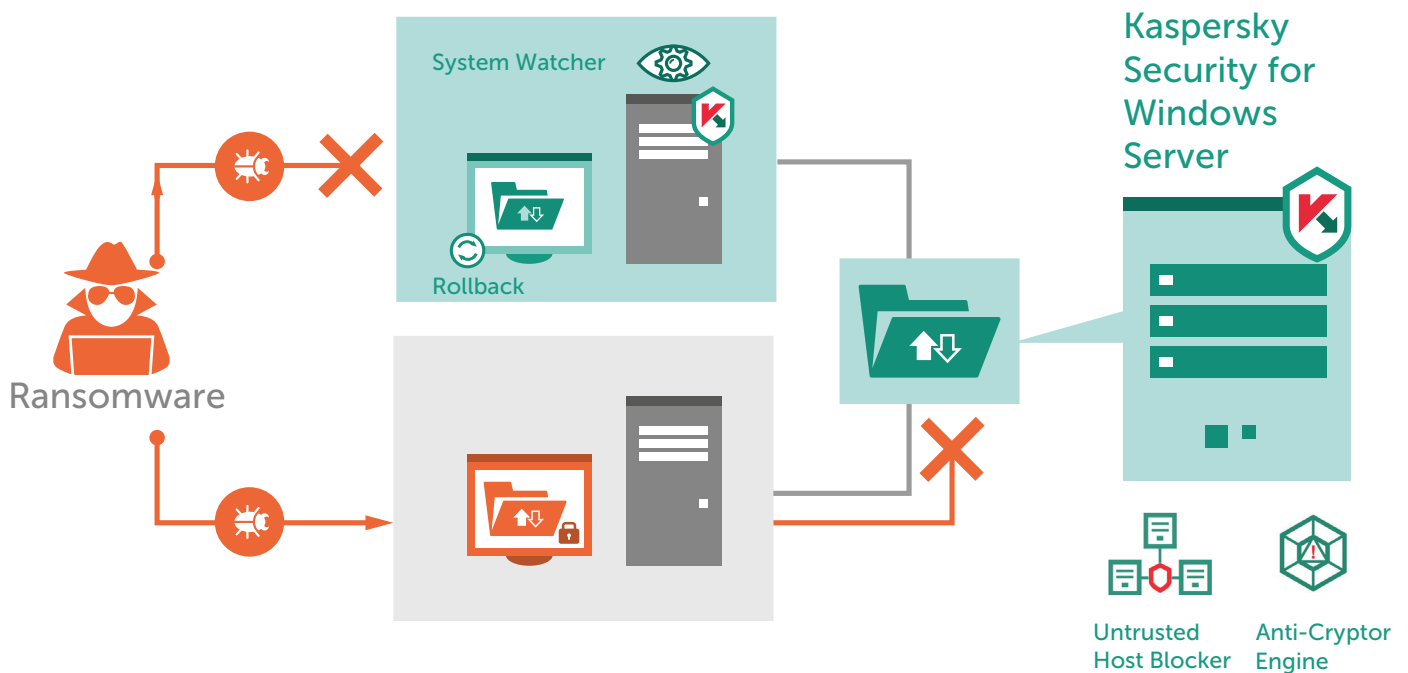 Kaspersky
Security for
Windows
Server
System Watcher
Rollback
Ransomware
Untrusted
Host Blocker
Anti-Cryptor
Engine